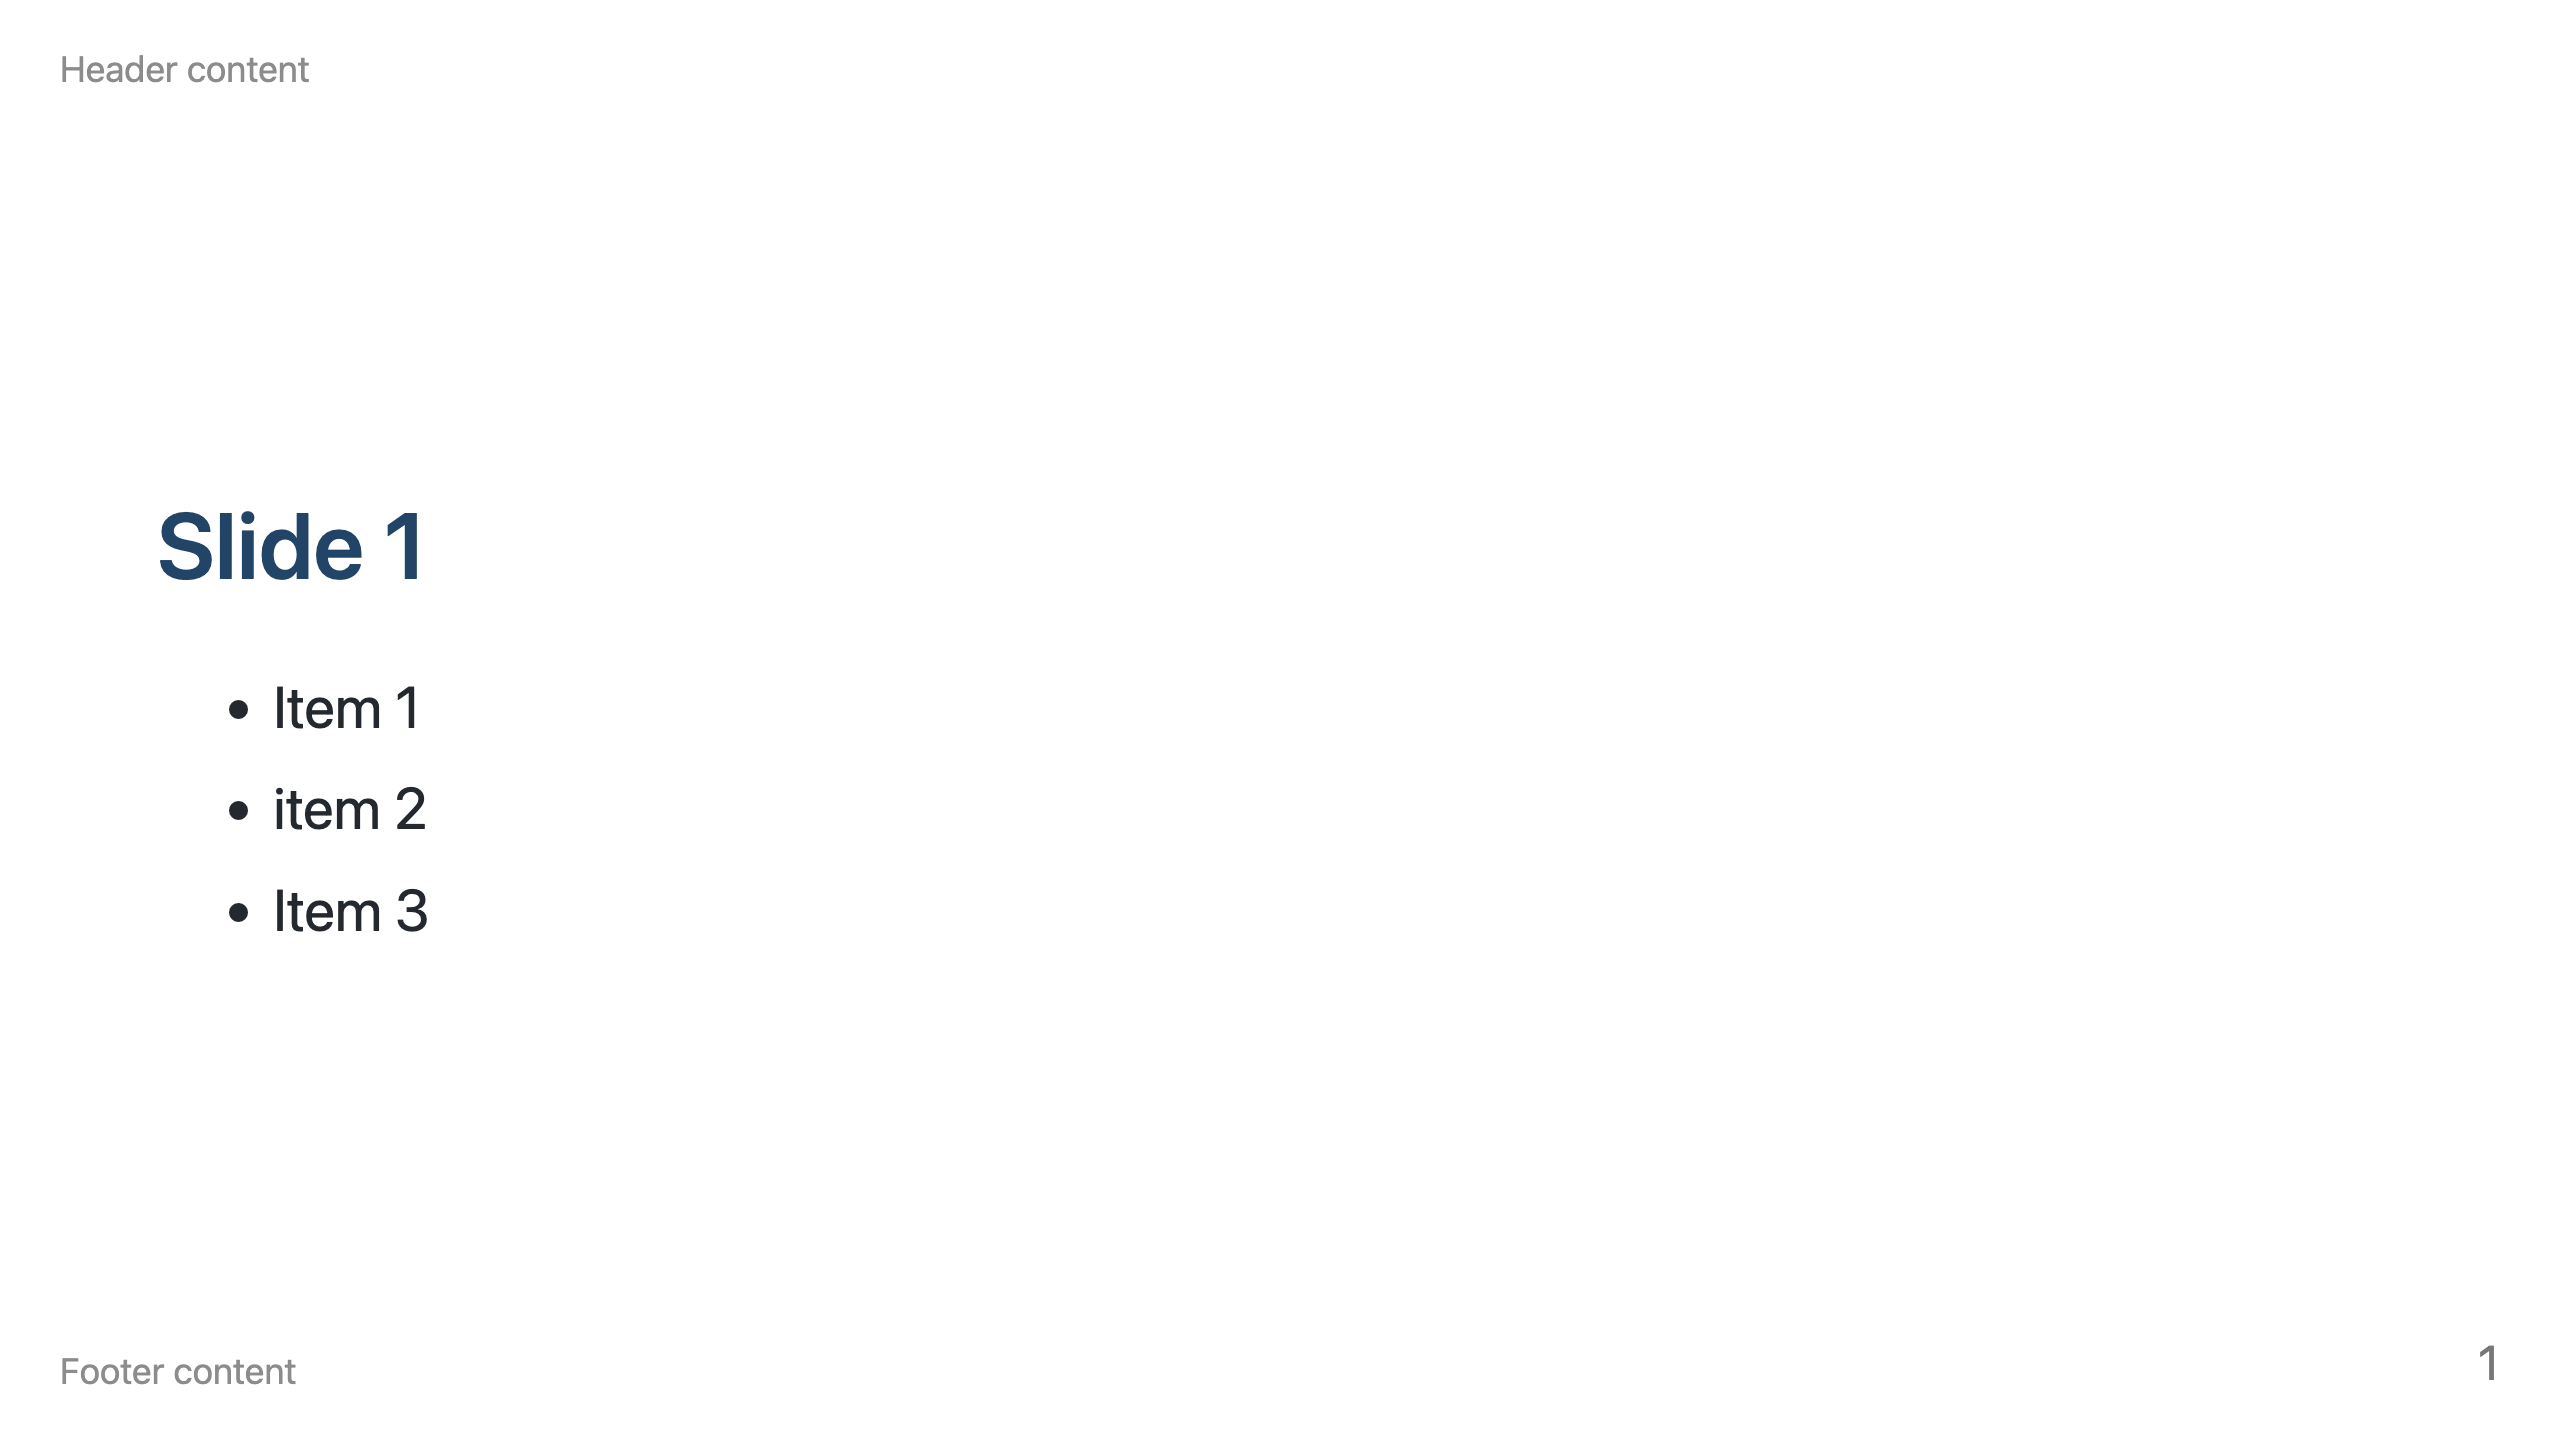 Header content
Slide 1
Item 1
item 2
Item 3
Footer content
1